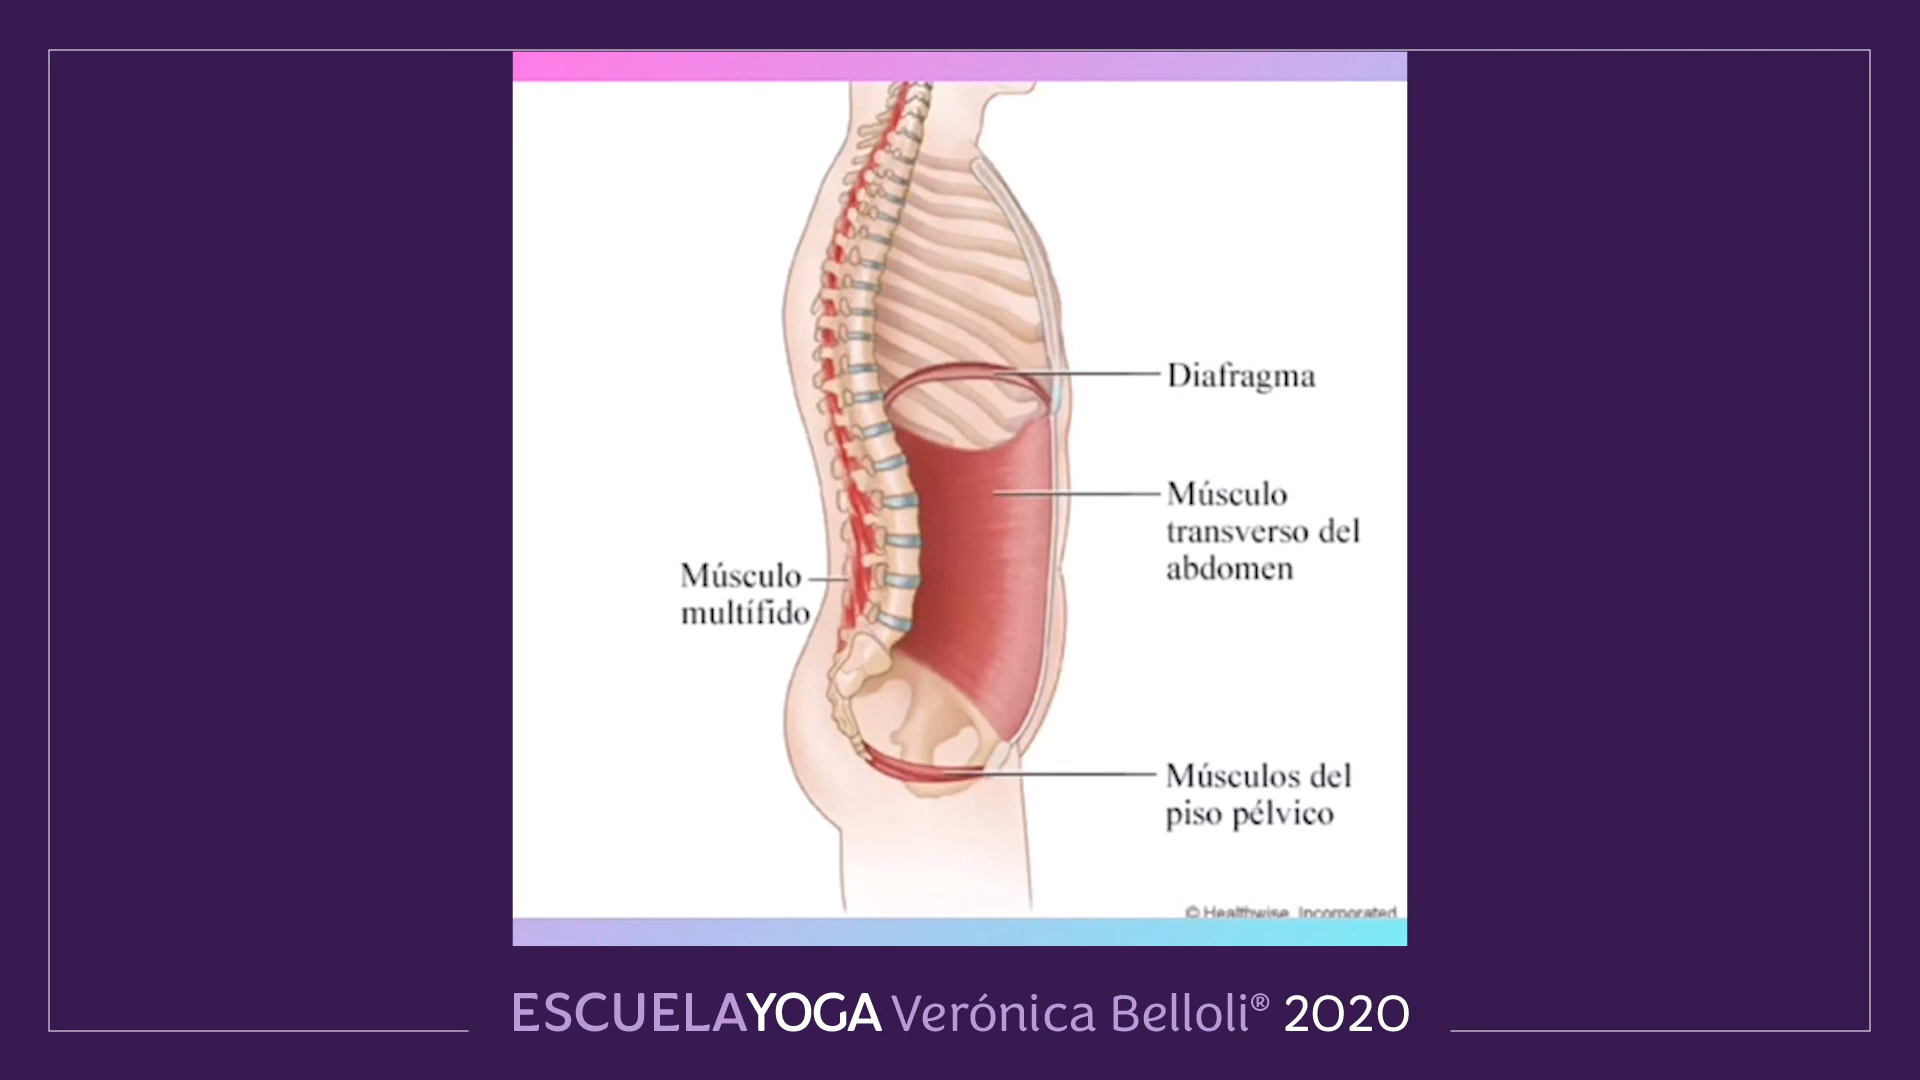 Diafragma
Músculo
transverso del
abdomen
Músculo
multífido
Músculos del
piso pélvico
© Healthwise, Incorporated
ESCUELAYOGA Verónica Belloli® 2020